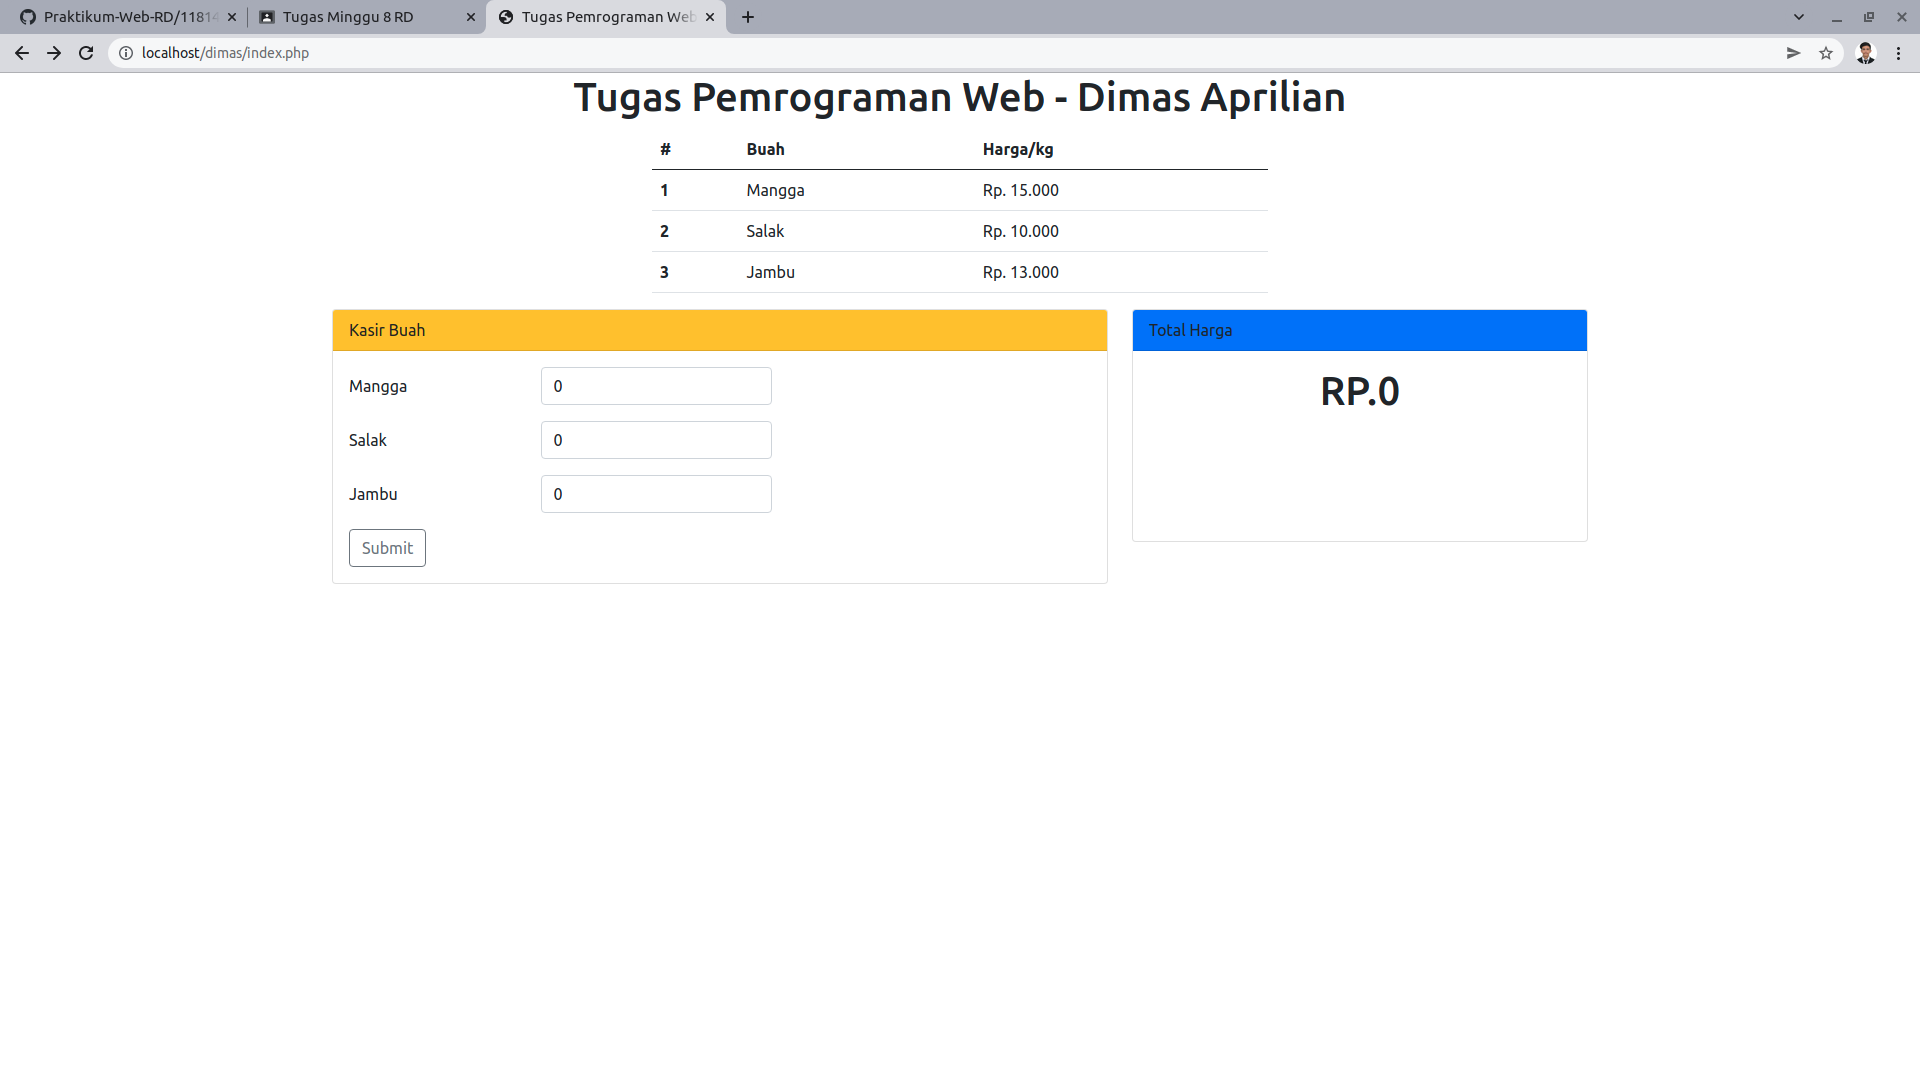 Praktikum-Web-RD/11814
Tugas Minggu 8 RD
Tugas Pemrograman Web
localhost/dimas/index.php
Tugas Pemrograman Web - Dimas Aprilian
# Buah Harga/kg
1 Mangga Rp. 15.000
2 Salak Rp. 10.000
3 Jambu Rp. 13.000
Kasir Buah
Mangga 0
Salak 0
Jambu 0
Submit
Total Harga
RP.0